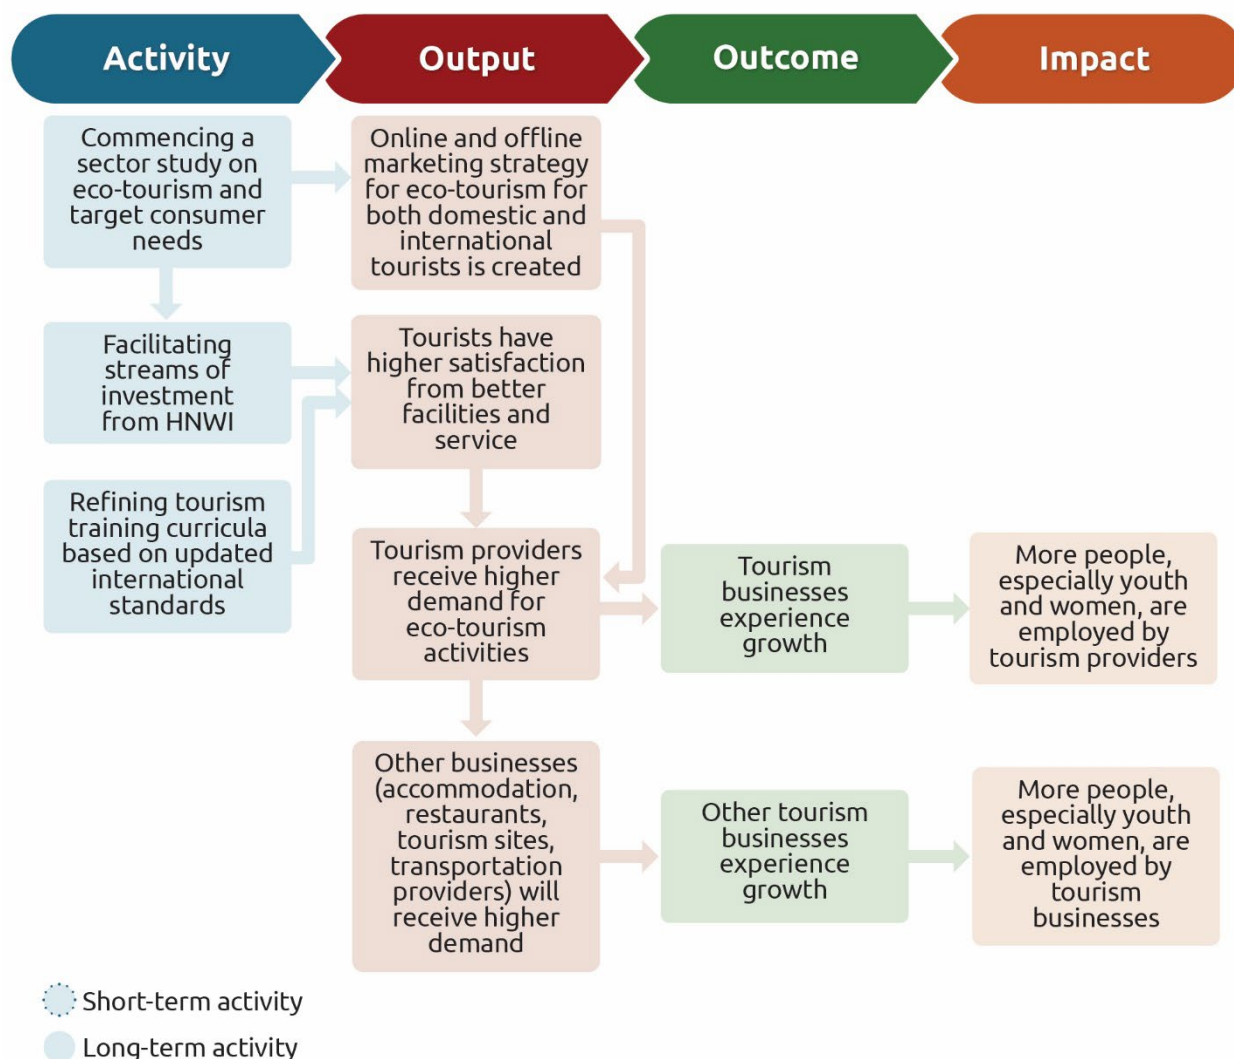 Activity
Output
Outcome
Impact
Commencing a
sector study on
eco-tourism and
target consumer
needs
Online and offline
marketing strategy
for eco-tourism for
both domestic and
international
tourists is created
Facilitating
streams of
investment
from HNWI
Tourists have
higher satisfaction
from better
facilities and
service
Refining tourism
training curricula
based on updated
international
standards
Tourism providers
receive higher
demand for
eco-tourism
activities
Tourism
businesses
experience
growth
More people,
especially youth
and women, are
employed by
tourism providers
Other businesses
(accommodation,
restaurants,
tourism sites,
transportation
providers) will
receive higher
demand
Other tourism
businesses
experience
growth
More people,
especially youth
and women, are
employed by
tourism
businesses
Short-term activity
Long-term activity